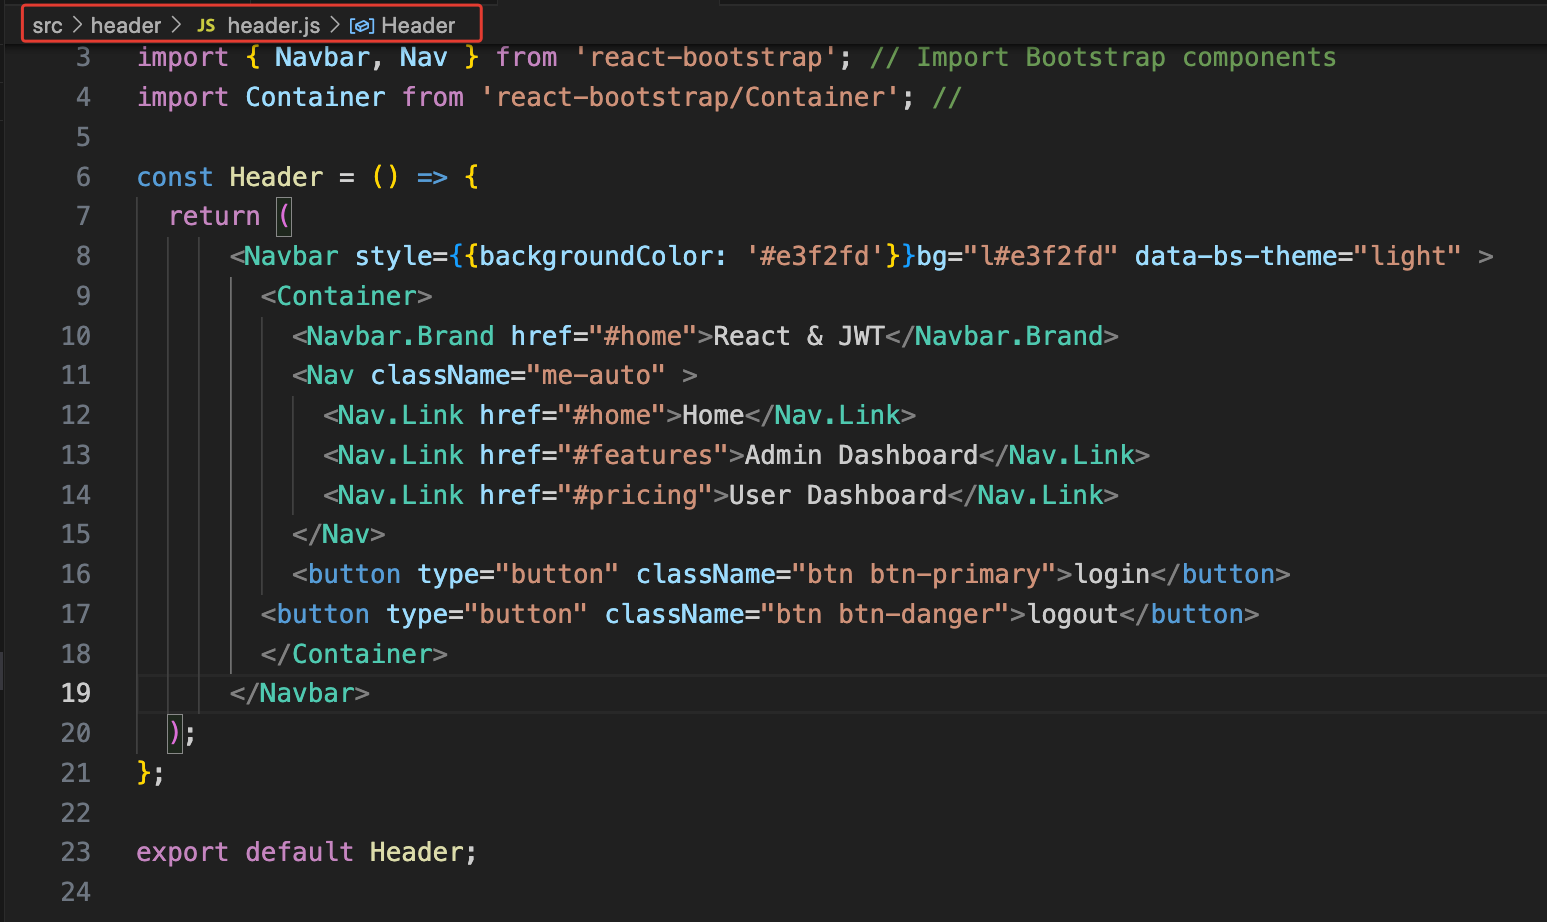 src > header > JS header.js > Header
3 import { Navbar, Nav } from 'react-bootstrap'; // Import Bootstrap components
4 import Container from 'react-bootstrap/Container'; //
5
6 const Header = () => {
7 return (
8 <Navbar style={{backgroundColor: '#e3f2fd'}}bg="l#e3f2fd" data-bs-theme="light" >
9 <Container>
10 <Navbar.Brand href="#home">React & JWT</Navbar.Brand>
11 <Nav className="me-auto" >
12 <Nav.Link href="#home">Home</Nav.Link>
13 <Nav.Link href="#features">Admin Dashboard</Nav.Link>
14 <Nav.Link href="#pricing">User Dashboard</Nav.Link>
15 </Nav>
16 <button type="button" className="btn btn-primary">login</button>
17 <button type="button" className="btn btn-danger">logout</button>
18 </Container>
19 </Navbar>
20 );
21 };
22
23 export default Header;
24